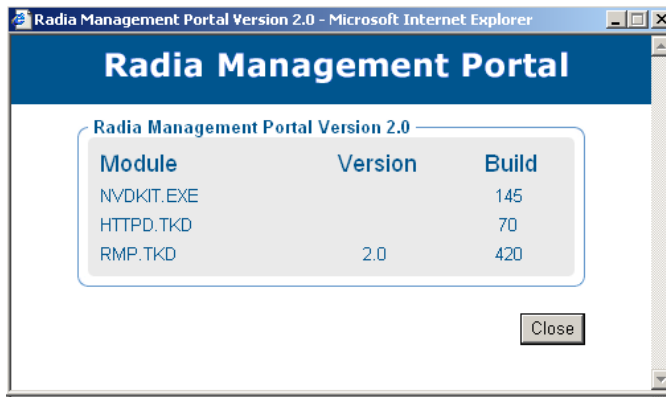 Radia Management Portal Version 2.0 - Microsoft Internet Explorer
Radia Management Portal
Radia Management Portal Version 2.0
Module Version Build
NVDKIT.EXE 145
HTTPD.TKD 70
RMP.TKD 2.0 420
Close